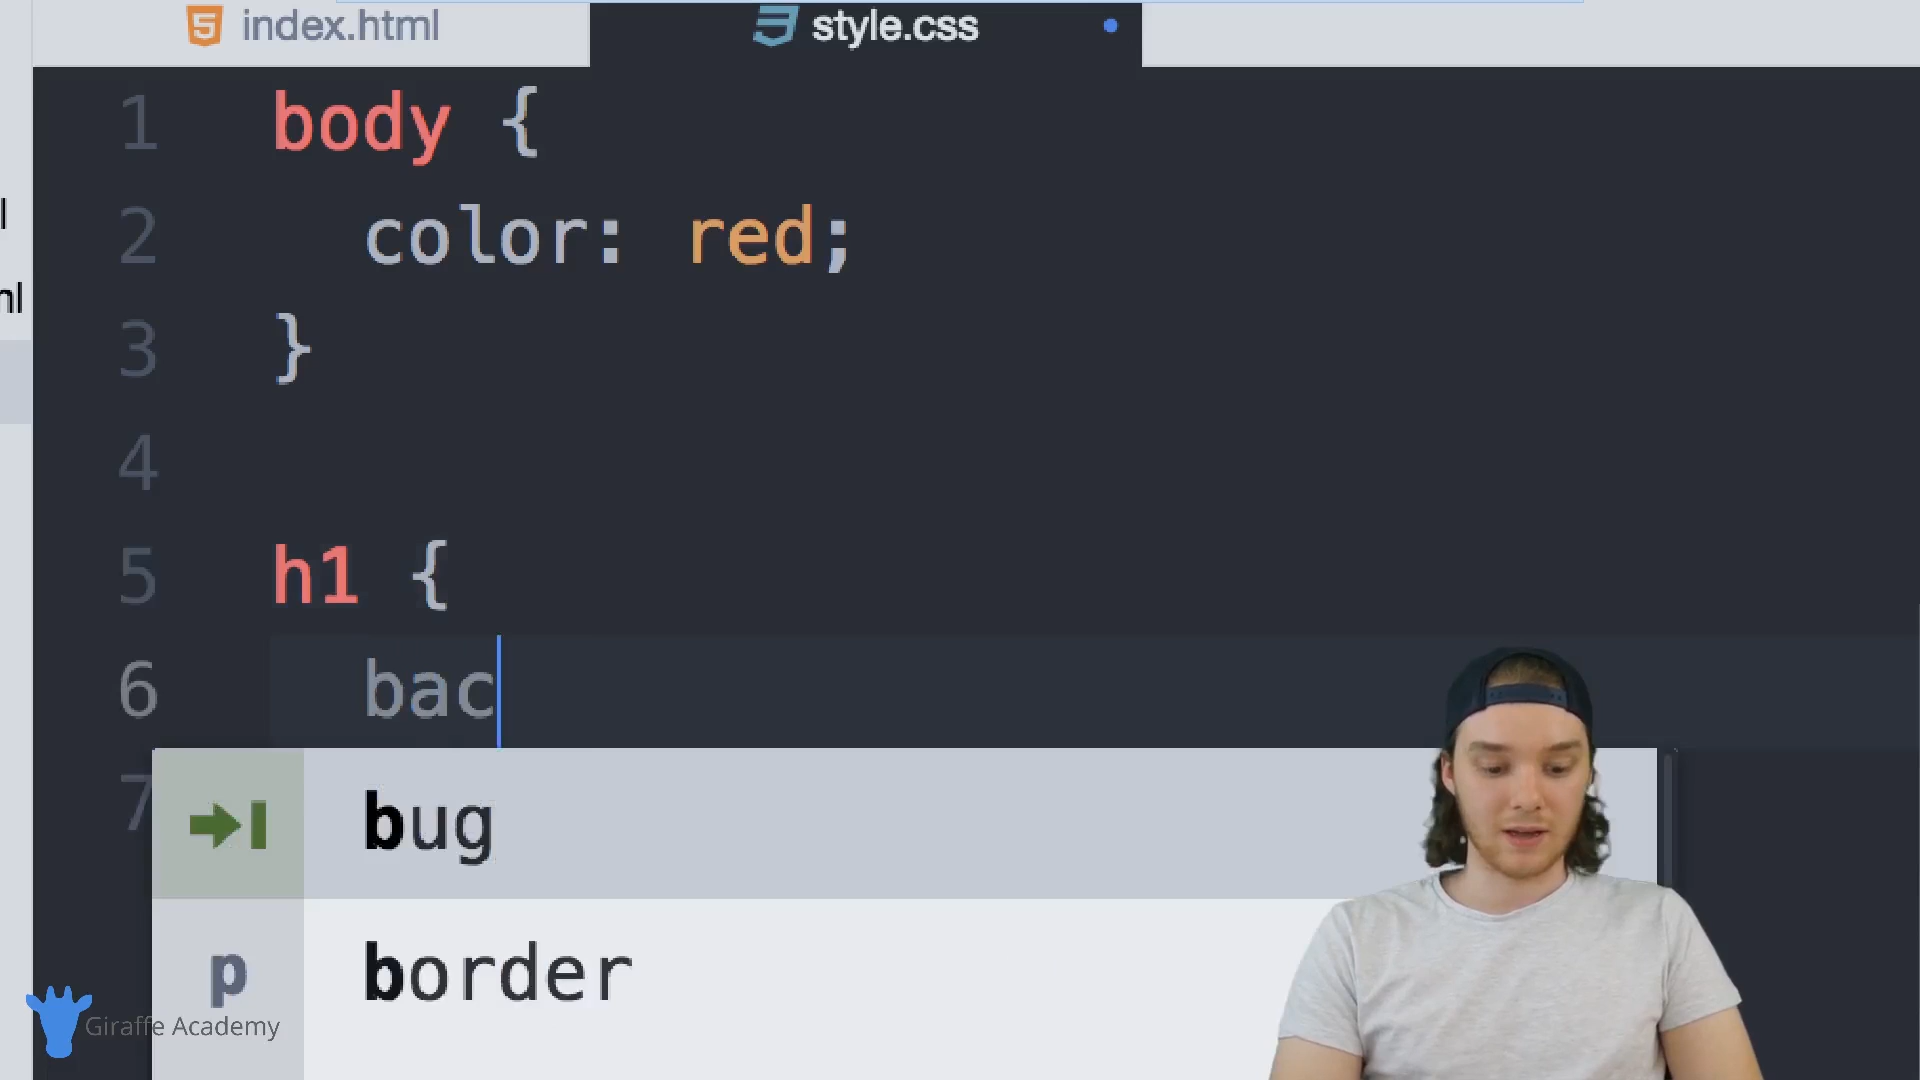 index.html
style.css
l
ml
1 body {
2 color: red;
3 }
4
5 h1 {
6 bac
7
bug
p border
Giraffe Academy